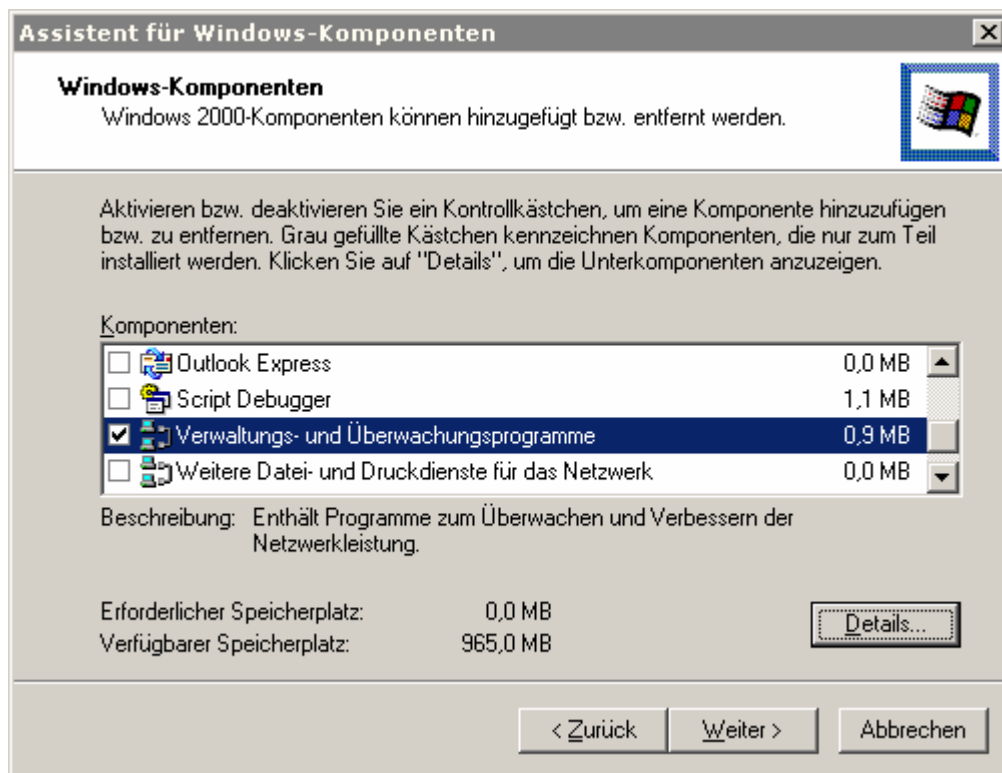 Assistent für Windows-Komponenten
Windows-Komponenten
Windows 2000-Komponenten können hinzugefügt bzw. entfernt werden.
Aktivieren bzw. deaktivieren Sie ein Kontrollkästchen, um eine Komponente hinzuzufügen
bzw. zu entfernen. Grau gefüllte Kästchen kennzeichnen Komponenten, die nur zum Teil
installiert werden. Klicken Sie auf "Details", um die Unterkomponenten anzuzeigen.
Komponenten:
Outlook Express 0,0 MB
Script Debugger 1,1 MB
Verwaltungs- und Überwachungsprogramme 0,9 MB
Weitere Datei- und Druckdienste für das Netzwerk 0,0 MB
Beschreibung: Enthält Programme zum Überwachen und Verbessern der
Netzwerkleistung.
Erforderlicher Speicherplatz: 0,0 MB
Verfügbarer Speicherplatz: 965,0 MB
Details...
< Zurück Weiter > Abbrechen